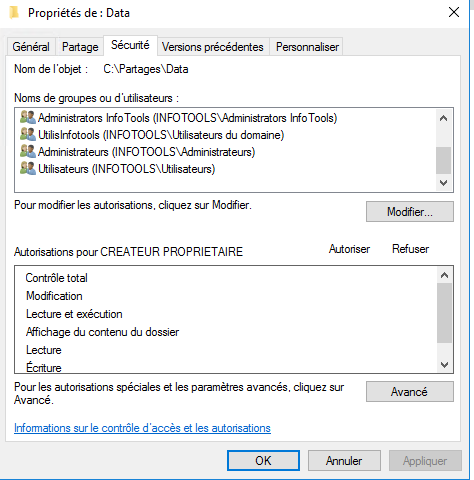 Propriétés de : Data
Général
Partage
Sécurité
Versions précédentes
Personnaliser
Nom de l'objet : C:\Partages\Data
Noms de groupes ou d'utilisateurs :
Administrators InfoTools (INFOTOOLS\Administrators InfoTools)
UtilisInfotools (INFOTOOLS\Utilisateurs du domaine)
Administrateurs (INFOTOOLS\Administrateurs)
Utilisateurs (INFOTOOLS\Utilisateurs)
Pour modifier les autorisations, cliquez sur Modifier.
Modifier...
Autorisations pour CREATEUR PROPRIETAIRE
Autoriser
Refuser
Contrôle total
Modification
Lecture et exécution
Affichage du contenu du dossier
Lecture
Écriture
Pour les autorisations spéciales et les paramètres avancés, cliquez sur
Avancé.
Avancé
Informations sur le contrôle d'accès et les autorisations
OK
Annuler
Appliquer